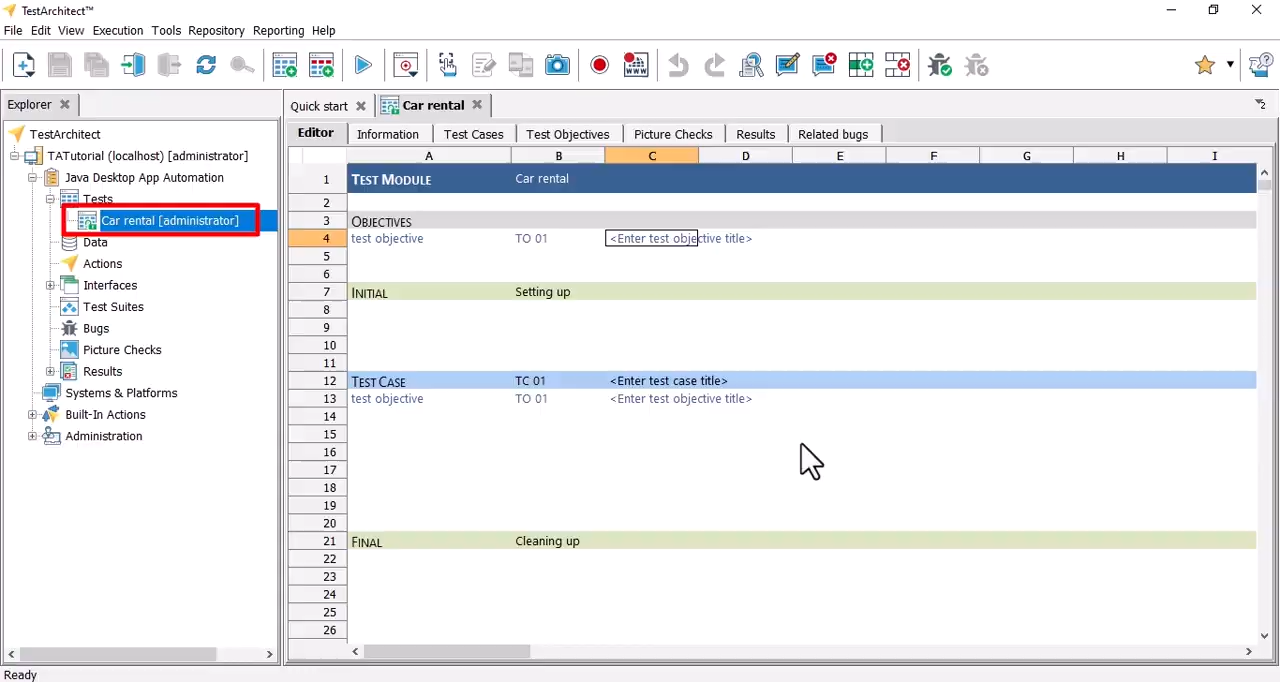 TestArchitect™
File Edit View Execution Tools Repository Reporting Help
WWW
Explorer
TestArchitect
TATutorial (localhost) [administrator]
Java Desktop App Automation
Tests
Car rental [administrator]
Data
Actions
Interfaces
Test Suites
Bugs
Picture Checks
Results
Systems & Platforms
Built-In Actions
Administration
Quick start Car rental
Editor Information Test Cases Test Objectives Picture Checks Results Related bugs
A B C D E F G H I
1 TEST MODULE Car rental
2
3 OBJECTIVES
4 test objective TO 01 <Enter test objective title>
5
6
7 INITIAL Setting up
8
9
10
11
12 TEST CASE TC 01 <Enter test case title>
13 test objective TO 01 <Enter test objective title>
14
15
16
17
18
19
20
21 FINAL Cleaning up
22
23
24
25
26
Ready